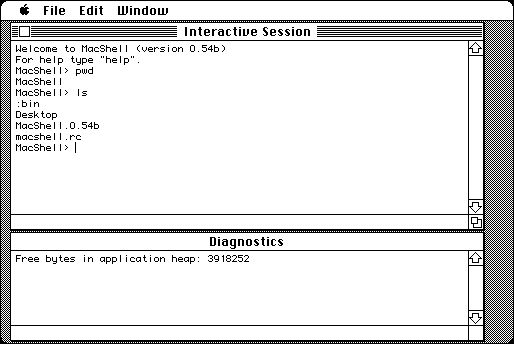 File Edit Window
Interactive Session
Welcome to MacShell (version 0.54b)
For help type "help".
MacShell> pwd
MacShell
MacShell> ls
:bin
Desktop
MacShell.0.54b
macshell.rc
MacShell>
Diagnostics
Free bytes in application heap: 3918252